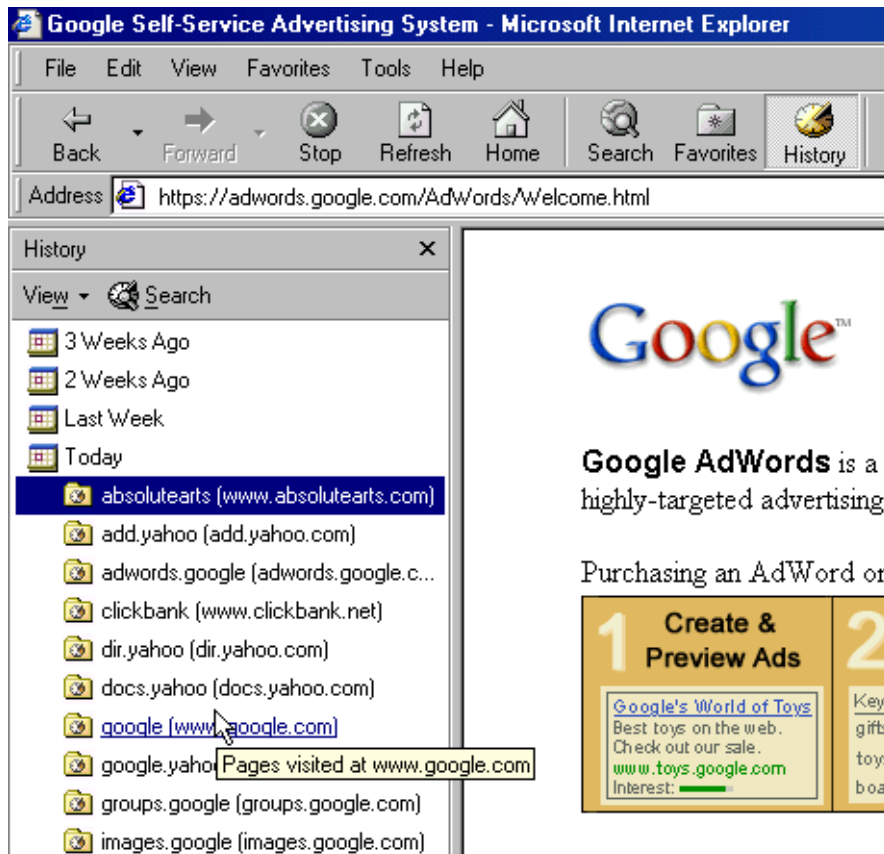 Google Self-Service Advertising System - Microsoft Internet Explorer
File Edit View Favorites Tools Help
Back Forward Stop Refresh Home Search Favorites History
Address https://adwords.google.com/AdWords/Welcome.html
History
View Search
3 Weeks Ago
2 Weeks Ago
Last Week
Today
absolutearts (www.absolutearts.com)
add.yahoo (add.yahoo.com)
adwords.google (adwords.google.c...
clickbank (www.clickbank.net)
dir.yahoo (dir.yahoo.com)
docs.yahoo (docs.yahoo.com)
google (www.google.com)
google.yaho
Pages visited at www.google.com
groups.google (groups.google.com)
images.google (images.google.com)
Google™
Google AdWords is a
highly-targeted advertising
Purchasing an AdWord or
1 Create &
Preview Ads
Google's World of Toys
Best toys on the web.
Check out our sale.
www.toys.google.com
Interest:
2
Key
gifts
toy
boa